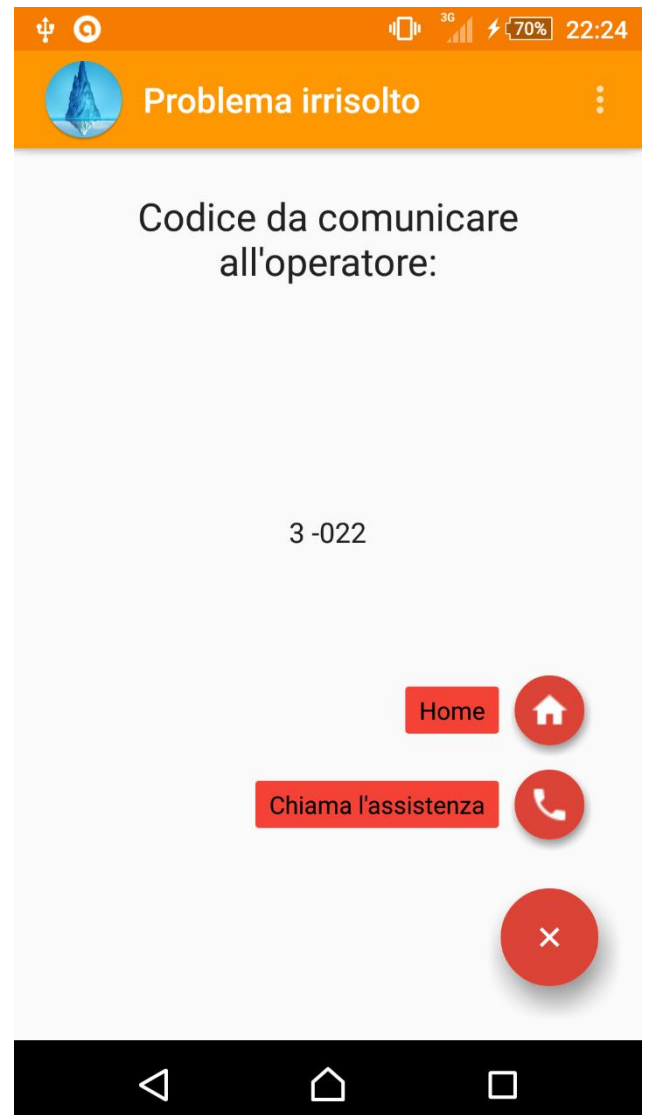 3G
70% 22:24
Problema irrisolto
Codice da comunicare
all'operatore:
3 -022
Home
Chiama l'assistenza